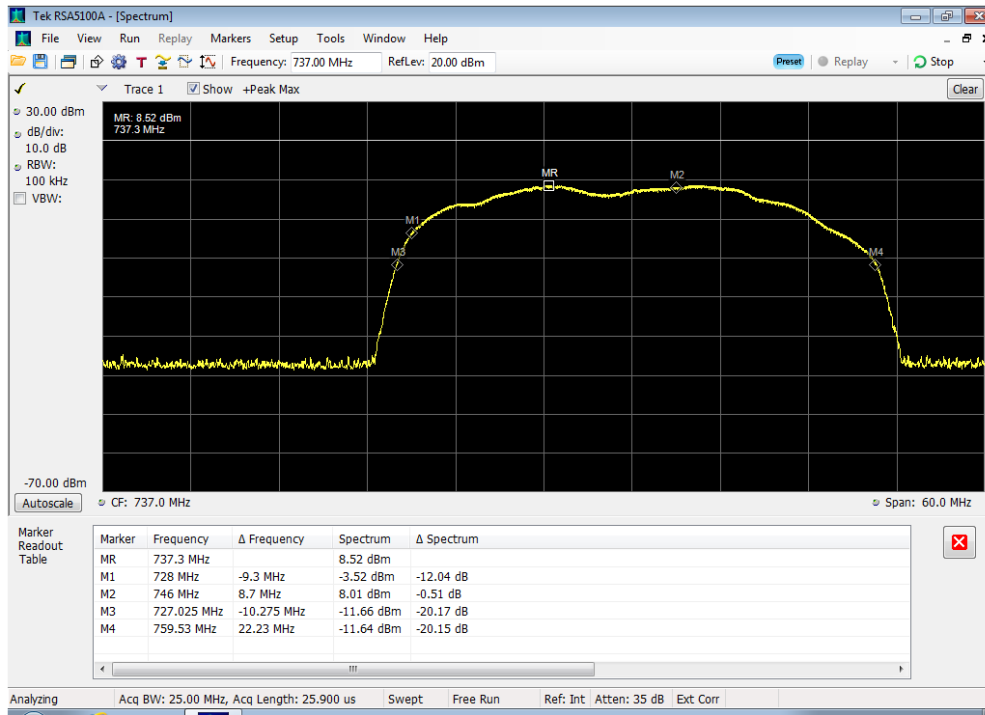 Tek RSA5100A - [Spectrum]
File View Run Replay Markers Setup Tools Window Help
T Frequency: 737.00 MHz RefLev: 20.00 dBm Preset Replay Stop
Trace 1 Show +Peak Max Clear
30.00 dBm
dB/div:
10.0 dB
RBW:
100 kHz
VBW:
MR: 8.52 dBm
737.3 MHz
MR
M2
M1
M3
M4
-70.00 dBm
Autoscale CF: 737.0 MHz Span: 60.0 MHz
Marker
Readout
Table
Marker Frequency Δ Frequency Spectrum Δ Spectrum
MR 737.3 MHz 8.52 dBm
M1 728 MHz -9.3 MHz -3.52 dBm -12.04 dB
M2 746 MHz 8.7 MHz 8.01 dBm -0.51 dB
M3 727.025 MHz -10.275 MHz -11.66 dBm -20.17 dB
M4 759.53 MHz 22.23 MHz -11.64 dBm -20.15 dB
Analyzing Acq BW: 25.00 MHz, Acq Length: 25.900 us Swept Free Run Ref: Int Atten: 35 dB Ext Corr